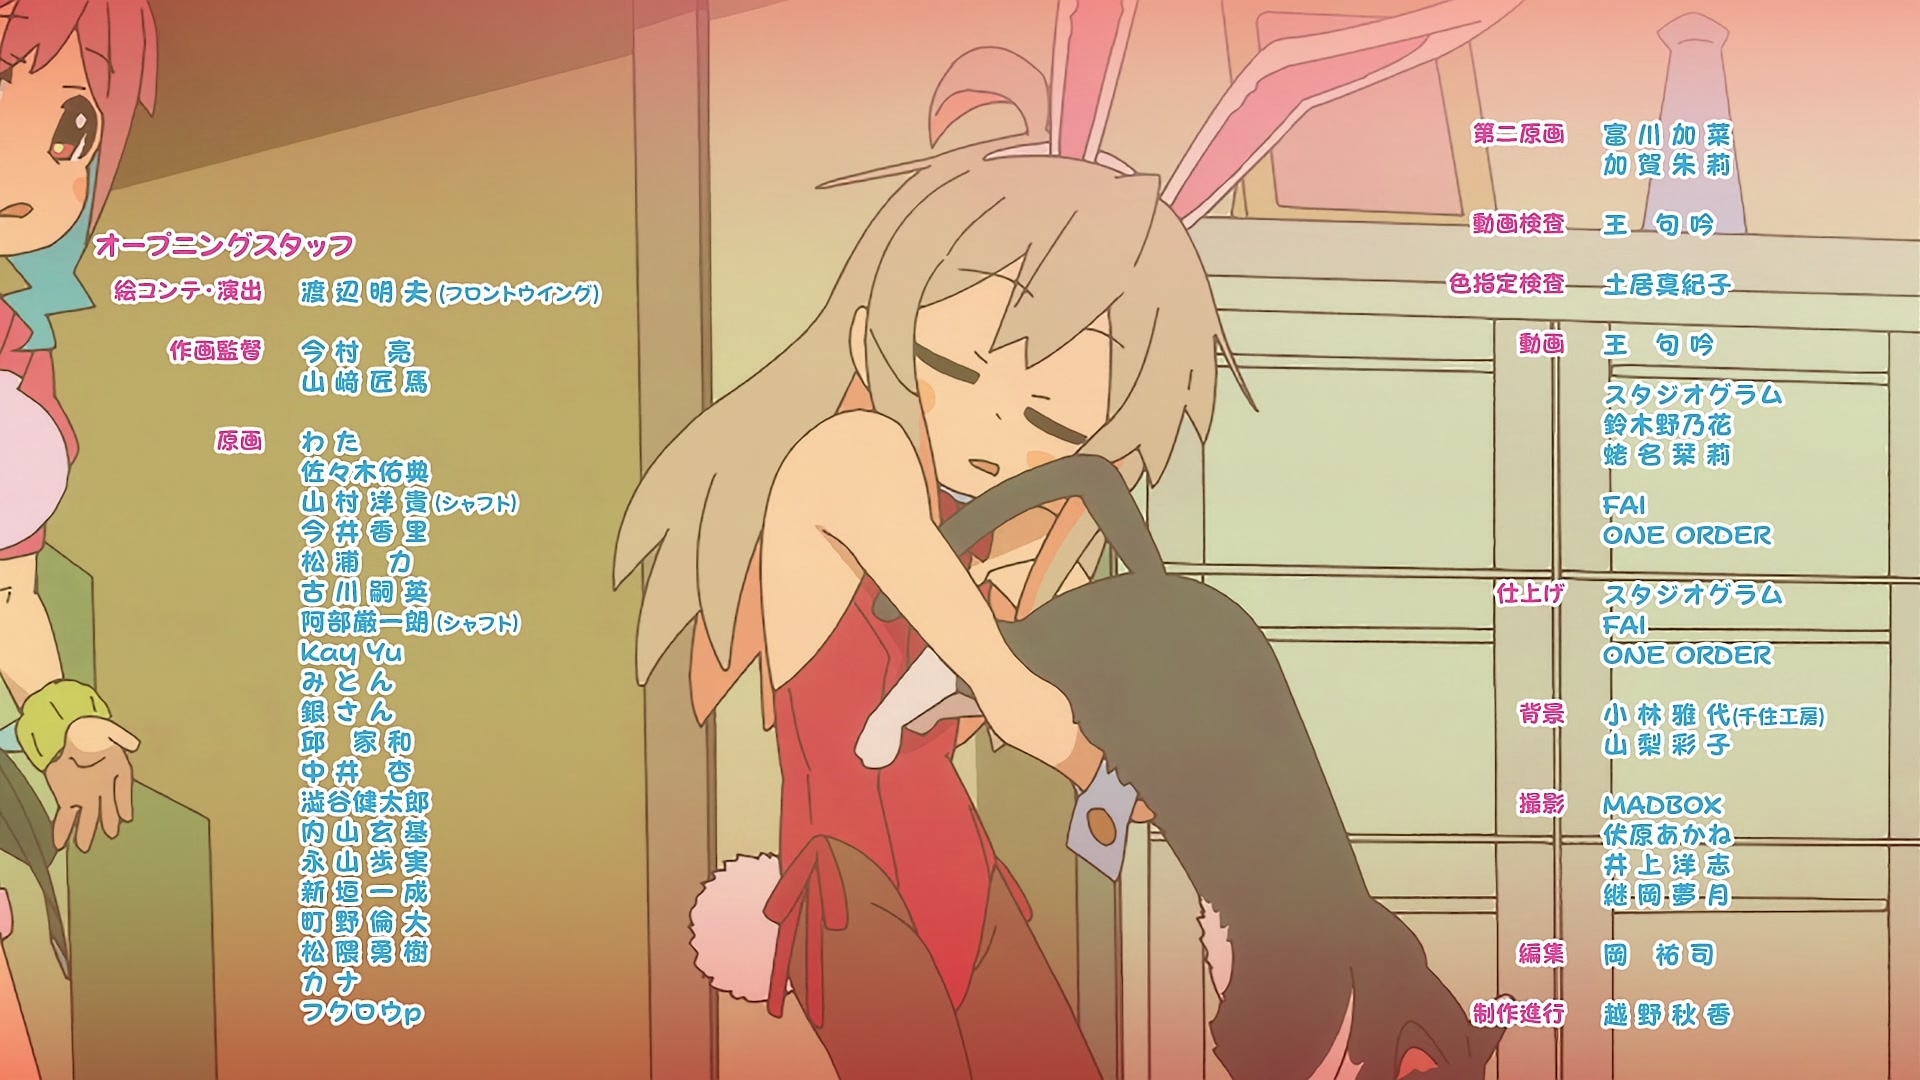 オープニングスタッフ
絵コンテ・演出 渡辺明夫(フロントウイング)
作画監督 今村 亮
山﨑匠馬
原画 わた
佐々木佑典
山村洋貴(シャフト)
今井香里
松浦 力
古川嗣英
阿部厳一朗(シャフト)
Kay Yu
みとん
銀さん
邱 家和
中井 杏
澁谷健太郎
内山玄基
永山歩実
新垣一成
町野倫大
松隈勇樹
カナ
フクロウp
第二原画 富川加菜
加賀朱莉
動画検査 王 句吟
色指定検査 土居真紀子
動画 王 句吟
スタジオグラム
鈴木野乃花
蛯名栞莉
FAI
ONE ORDER
仕上げ スタジオグラム
FAI
ONE ORDER
背景 小林雅代(千住工房)
山梨彩子
撮影 MADBOX
伏原あかね
井上洋志
継岡夢月
編集 岡 祐司
制作進行 越野秋香